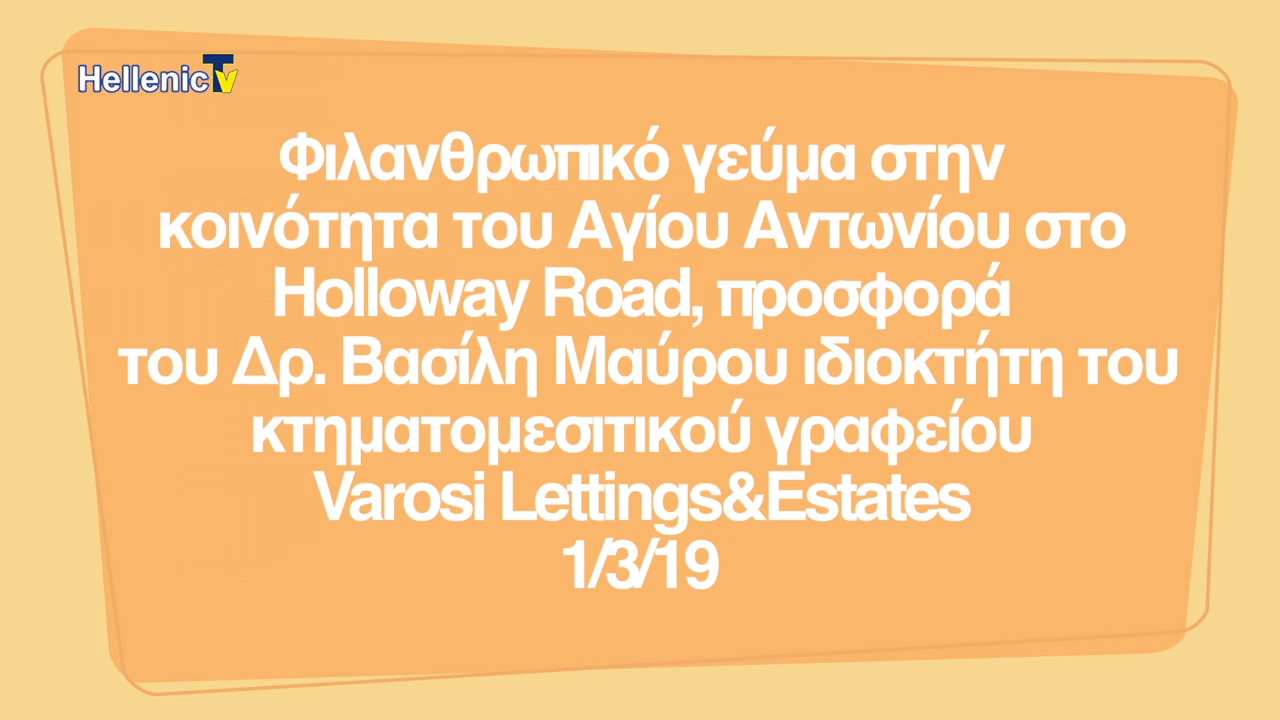 HellenicTv
Φιλανθρωπικό γεύμα στην
κοινότητα του Αγίου Αντωνίου στο
Holloway Road, προσφορά
του Δρ. Βασίλη Μαύρου ιδιοκτήτη του
κτηματομεσιτικού γραφείου
Varosi Lettings&Estates
1/3/19